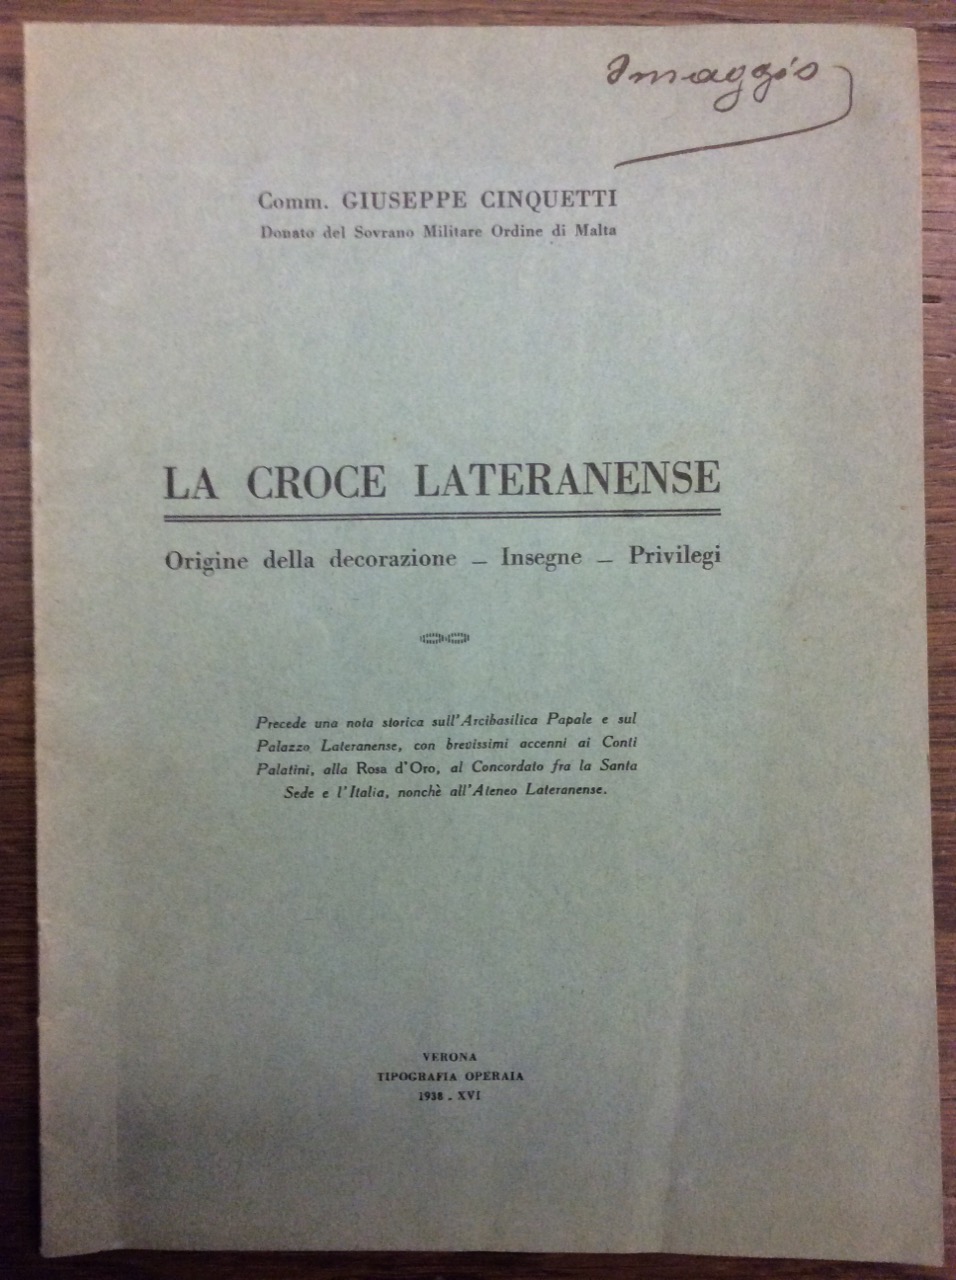 Omaggio
Comm. GIUSEPPE CINQUETTI
Donato del Sovrano Militare Ordine di Malta
LA CROCE LATERANENSE
Origine della decorazione – Insegne – Privilegi
Precede una nota storica sull'Arcibasilica Papale e sul
Palazzo Lateranense, con brevissimi accenni ai Conti
Palatini, alla Rosa d'Oro, al Concordato fra la Santa
Sede e l'Italia, nonchè all'Ateneo Lateranense.
VERONA
TIPOGRAFIA OPERAIA
1938 - XVI